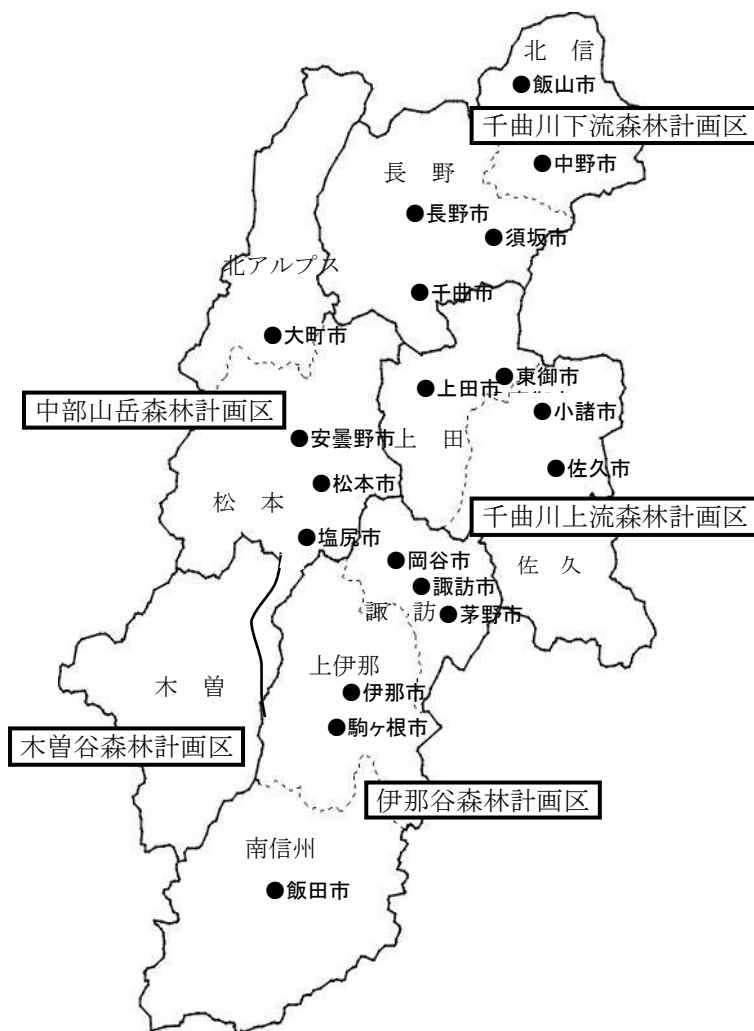 北　信
飯山市
千曲川下流森林計画区
中野市
長　野
長野市
須坂市
北アルプス
千曲市
大町市
東御市
上田市
小諸市
中部山岳森林計画区
安曇野市
上　田
佐久市
松本市
松　本
千曲川上流森林計画区
塩尻市
岡谷市
佐　久
諏訪市
諏　訪
茅野市
上伊那
木　曽
伊那市
駒ヶ根市
木曽谷森林計画区
伊那谷森林計画区
南信州
飯田市